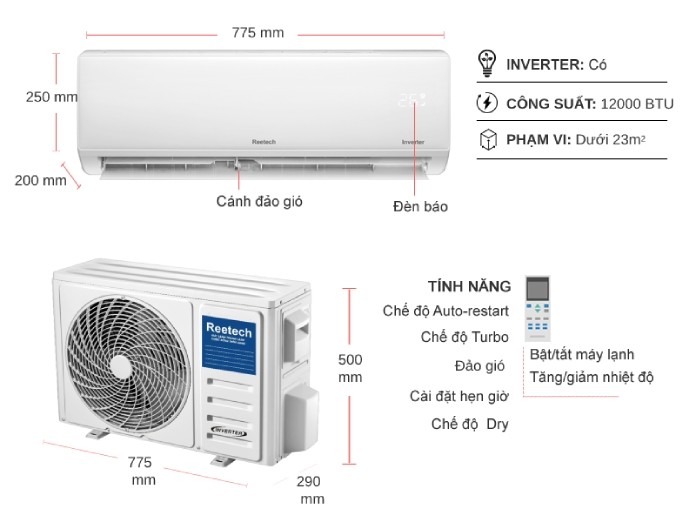 775 mm
250 mm
INVERTER: Có
CÔNG SUẤT: 12000 BTU
Reetech
Inverter
PHẠM VI: Dưới 23m²
200 mm
Cánh đảo gió
Đèn báo
TÍNH NĂNG
Chế độ Auto-restart
Reetech
Chế độ Turbo
Bật/tắt máy lạnh
500
mm
Đảo gió
Tăng/giảm nhiệt độ
Cài đặt hẹn giờ
Chế độ Dry
INVERTER
775
mm
290
mm